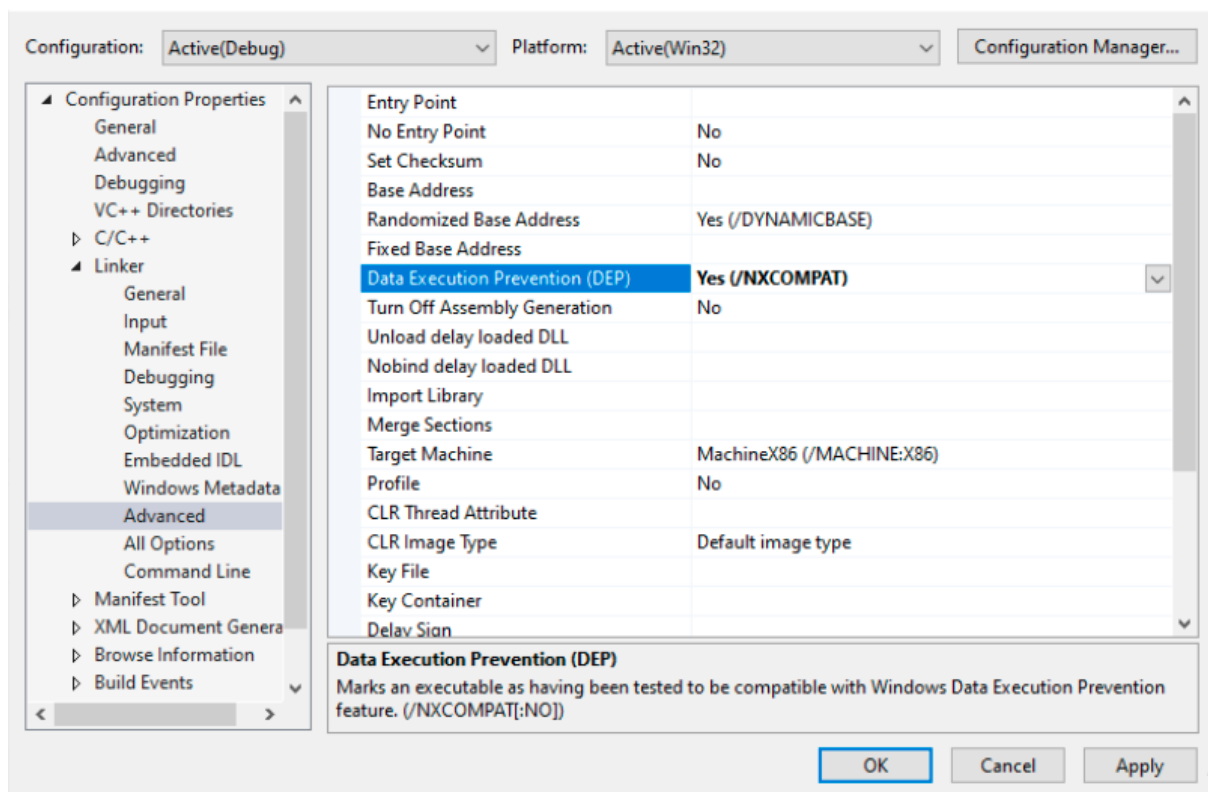 Configuration: Active(Debug) Platform: Active(Win32) Configuration Manager...
Configuration Properties
General
Advanced
Debugging
VC++ Directories
C/C++
Linker
General
Input
Manifest File
Debugging
System
Optimization
Embedded IDL
Windows Metadata
Advanced
All Options
Command Line
Manifest Tool
XML Document Genera
Browse Information
Build Events
Entry Point
No Entry Point No
Set Checksum No
Base Address
Randomized Base Address Yes (/DYNAMICBASE)
Fixed Base Address
Data Execution Prevention (DEP) Yes (/NXCOMPAT)
Turn Off Assembly Generation No
Unload delay loaded DLL
Nobind delay loaded DLL
Import Library
Merge Sections
Target Machine MachineX86 (/MACHINE:X86)
Profile No
CLR Thread Attribute
CLR Image Type Default image type
Key File
Key Container
Delay Sign
Data Execution Prevention (DEP)
Marks an executable as having been tested to be compatible with Windows Data Execution Prevention
feature. (/NXCOMPAT[:NO])
OK Cancel Apply